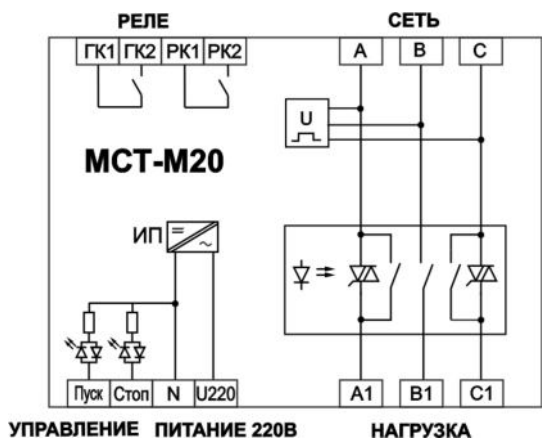 РЕЛЕ СЕТЬ
ГК1 ГК2 РК1 РК2 A B C
U
МСТ-М20
ИП
Пуск Стоп N U220 A1 B1 C1
УПРАВЛЕНИЕ ПИТАНИЕ 220В НАГРУЗКА